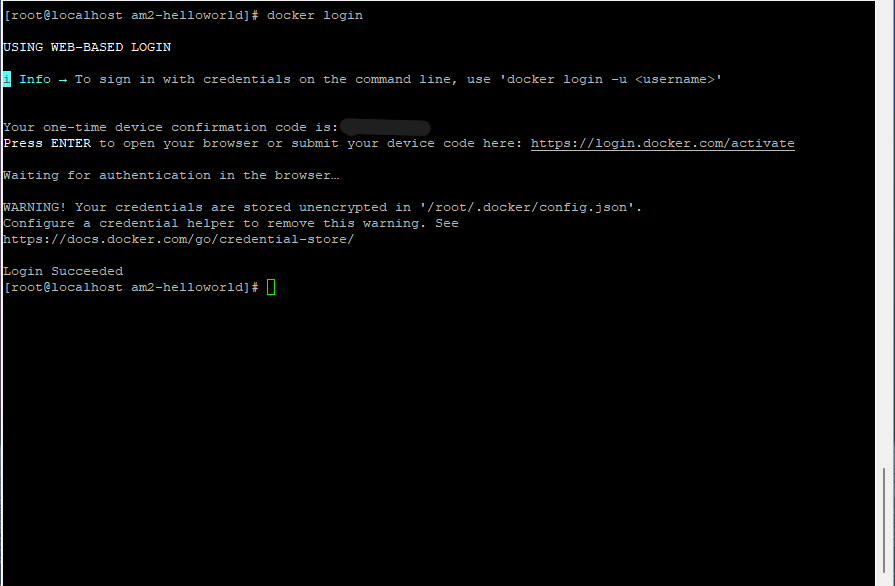 [root@localhost am2-helloworld]# docker login
USING WEB-BASED LOGIN
i Info → To sign in with credentials on the command line, use 'docker login -u <username>'
Your one-time device confirmation code is:
Press ENTER to open your browser or submit your device code here: https://login.docker.com/activate
Waiting for authentication in the browser…
WARNING! Your credentials are stored unencrypted in '/root/.docker/config.json'.
Configure a credential helper to remove this warning. See
https://docs.docker.com/go/credential-store/
Login Succeeded
[root@localhost am2-helloworld]#